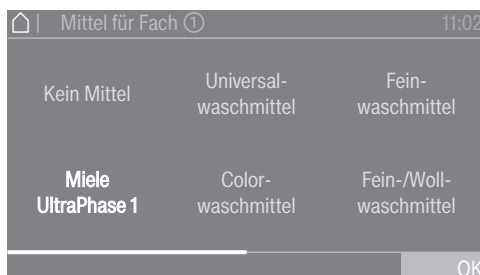 Mittel für Fach ① 11:02
Kein Mittel
Universal-
waschmittel
Fein-
waschmittel
Miele
UltraPhase 1
Color-
waschmittel
Fein-/Woll-
waschmittel
OK